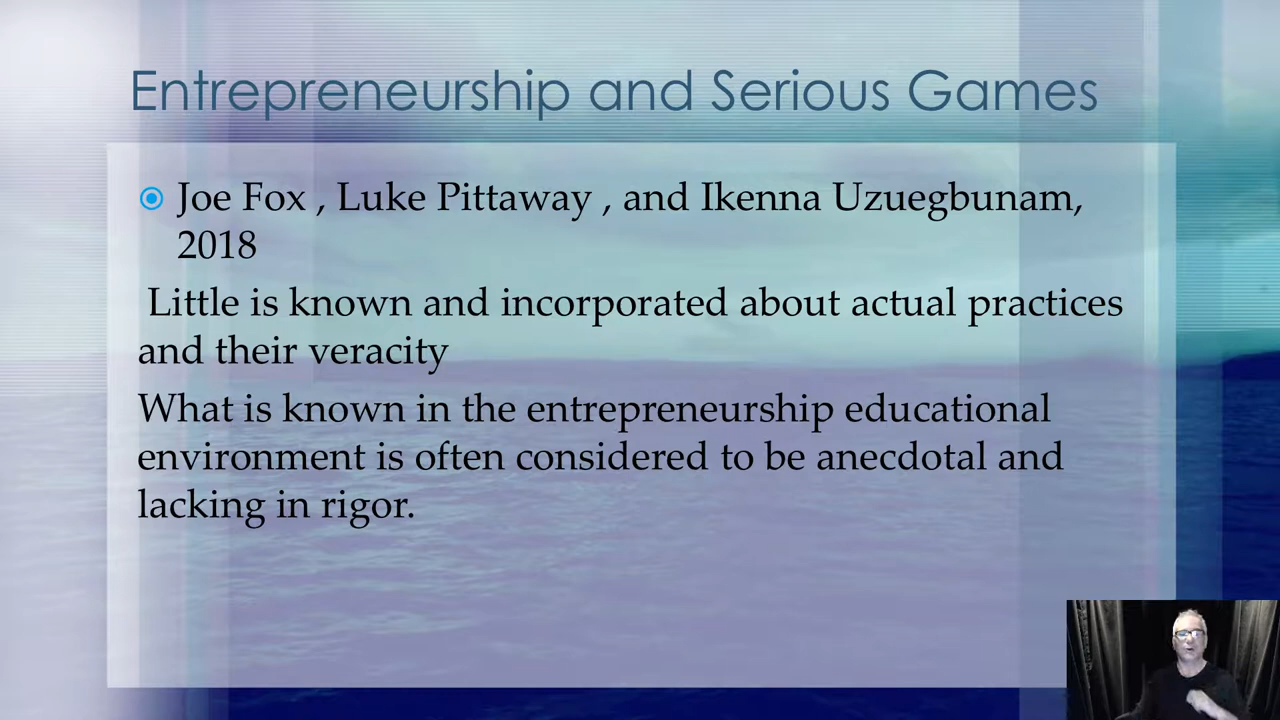 Entrepreneurship and Serious Games
Joe Fox , Luke Pittaway , and Ikenna Uzuegbunam,
2018
Little is known and incorporated about actual practices
and their veracity
What is known in the entrepreneurship educational
environment is often considered to be anecdotal and
lacking in rigor.